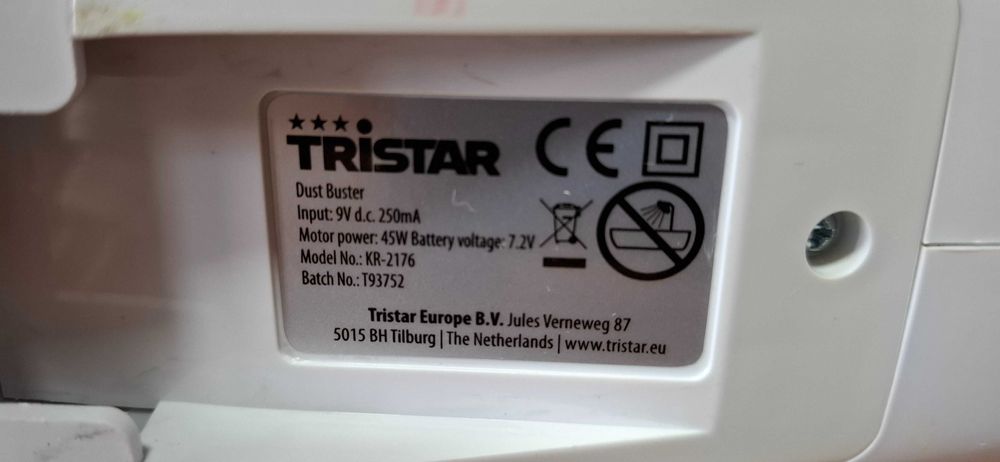 TRISTAR
CE
Dust Buster
Input: 9V d.c. 250mA
Motor power: 45W Battery voltage: 7.2V
Model No.: KR-2176
Batch No.: T93752
Tristar Europe B.V. Jules Verneweg 87
5015 BH Tilburg | The Netherlands | www.tristar.eu